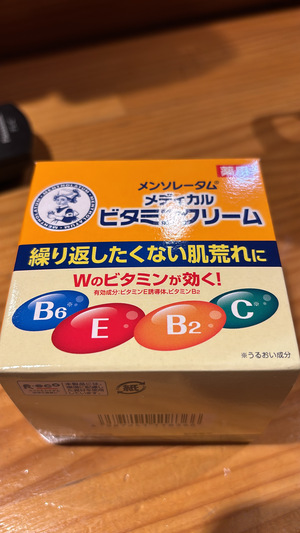 メンソレータム®
メディカル
ビタミンクリーム
繰り返したくない肌荒れに
Wのビタミンが効く!
有効成分:ビタミンE誘導体、ビタミンB2
B6
E
B2
C
※うるおい成分
A-eco